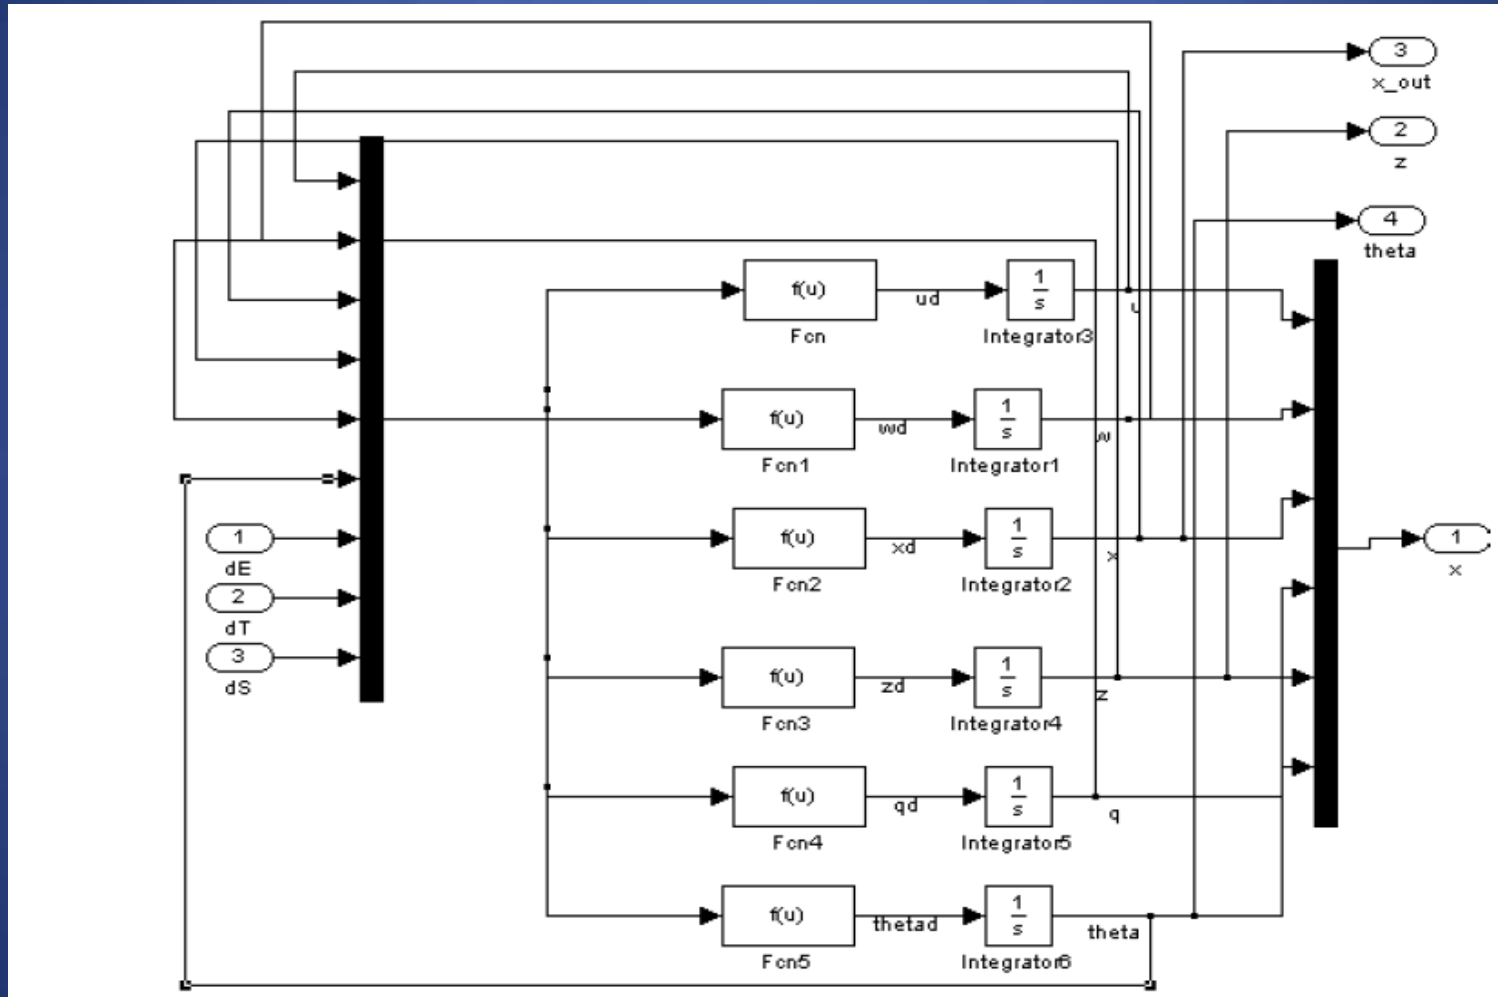 3
x_out
2
z
4
theta
f(u)
ud
1
s
Fcn
Integrator3
f(u)
wd
1
s
w
Fcn1
Integrator1
1
dE
f(u)
xd
1
s
x
Fcn2
Integrator2
1
x
2
dT
3
dS
f(u)
zd
1
s
z
Fcn3
Integrator4
f(u)
qd
1
s
q
Fcn4
Integrator5
f(u)
thetad
1
s
theta
Fcn5
Integrator6